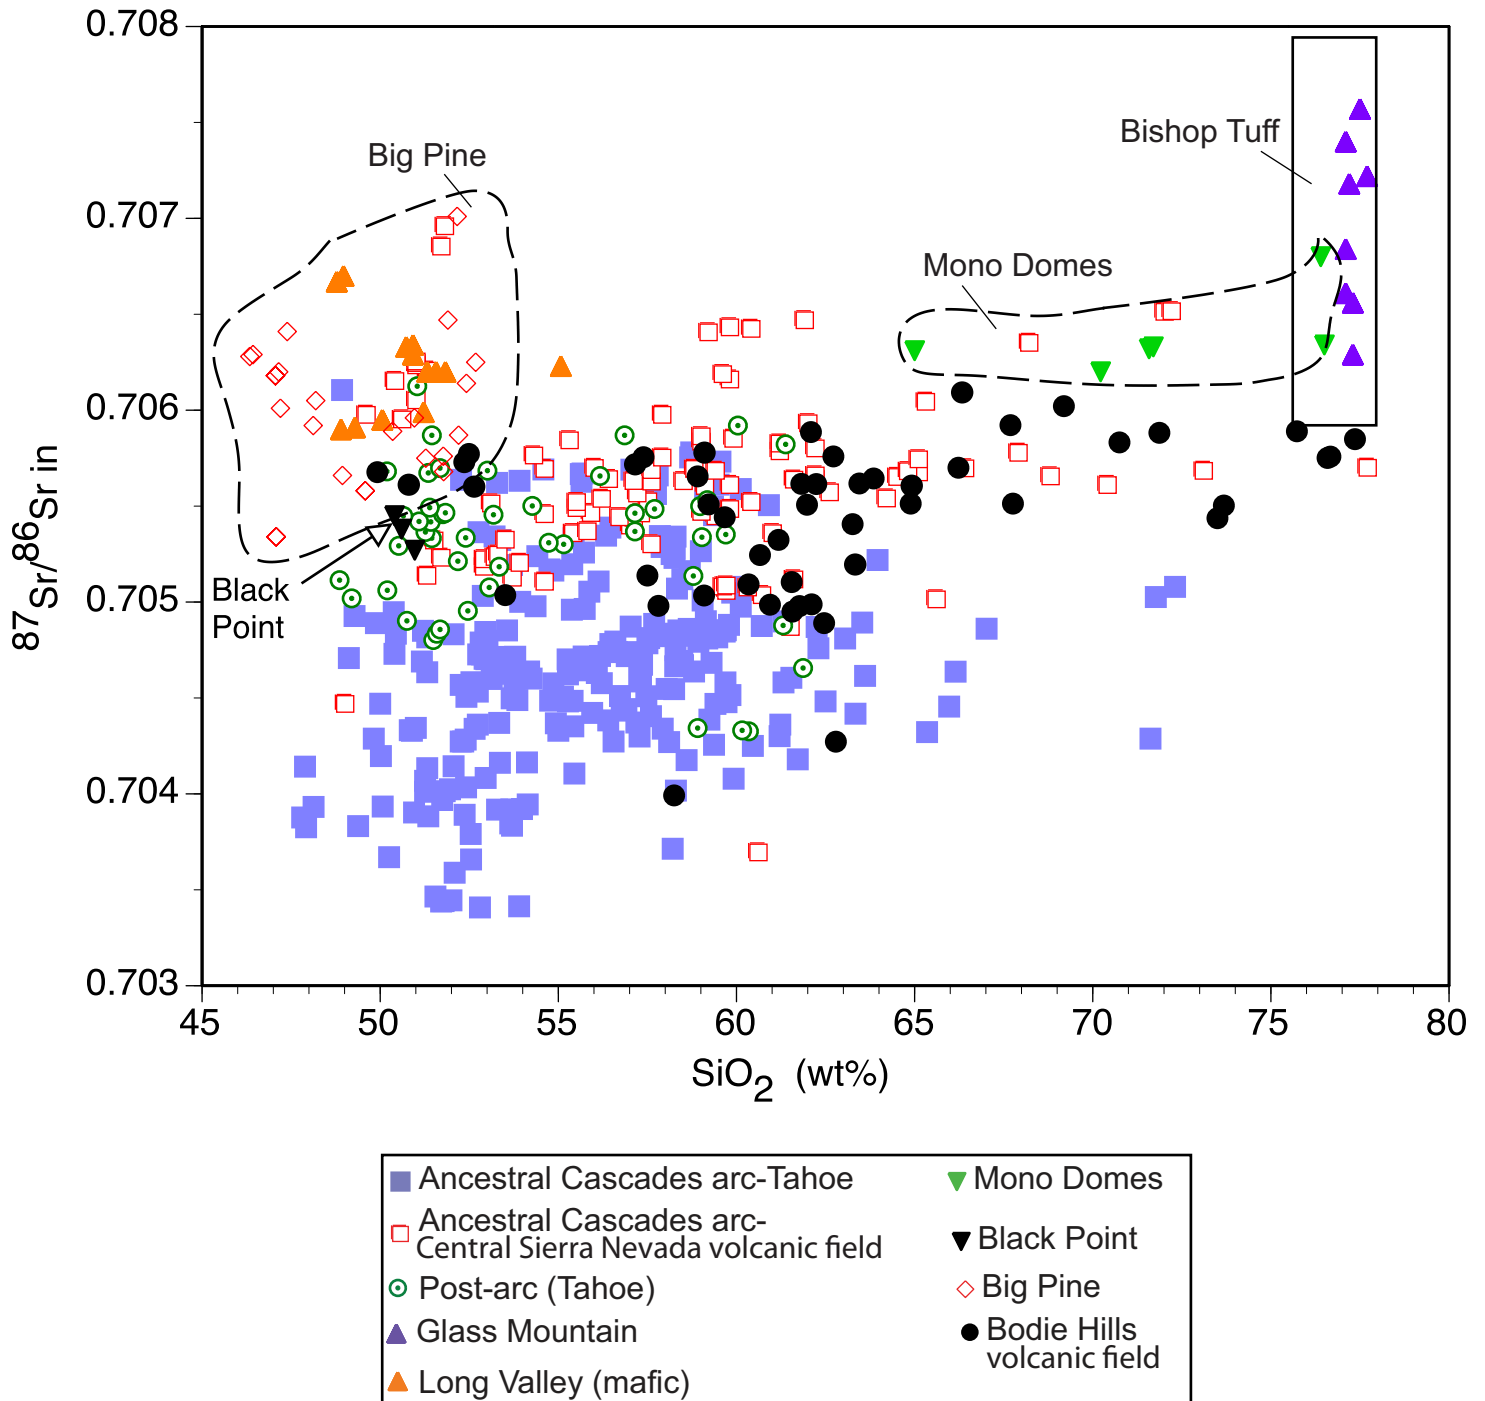 0.708
0.707
0.706
0.705
0.704
0.703
87Sr/86Sr in
Big Pine
Bishop Tuff
Mono Domes
Black
Point
45 50 55 60 65 70 75 80
SiO2 (wt%)
Ancestral Cascades arc-Tahoe
Ancestral Cascades arc-
Central Sierra Nevada volcanic field
Post-arc (Tahoe)
Glass Mountain
Long Valley (mafic)
Mono Domes
Black Point
Big Pine
Bodie Hills
volcanic field